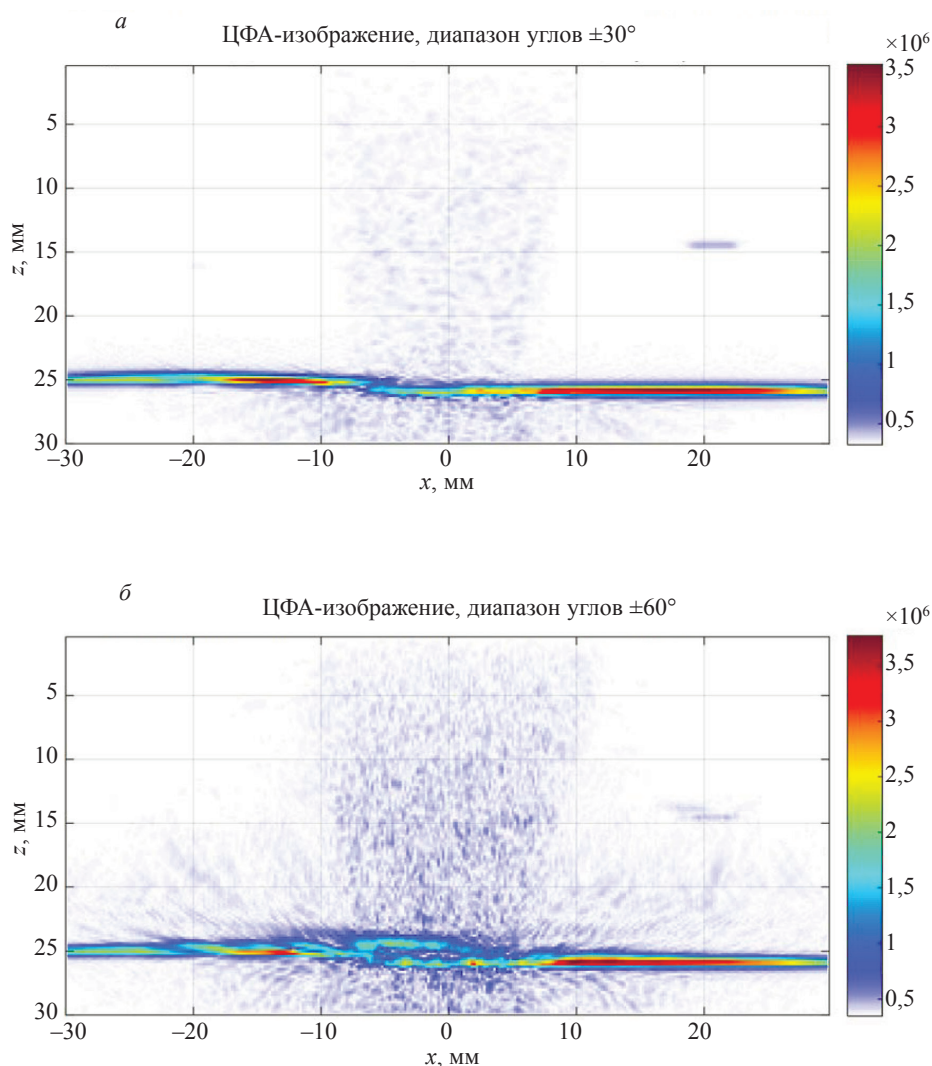 а
ЦФА-изображение, диапазон углов ±30°
×10⁶
3,5
3
2,5
2
1,5
1
0,5
5
10
15
20
25
30
z, мм
–30 –20 –10 0 10 20
x, мм
б
ЦФА-изображение, диапазон углов ±60°
×10⁶
3,5
3
2,5
2
1,5
1
0,5
5
10
15
20
25
30
z, мм
–30 –20 –10 0 10 20
x, мм